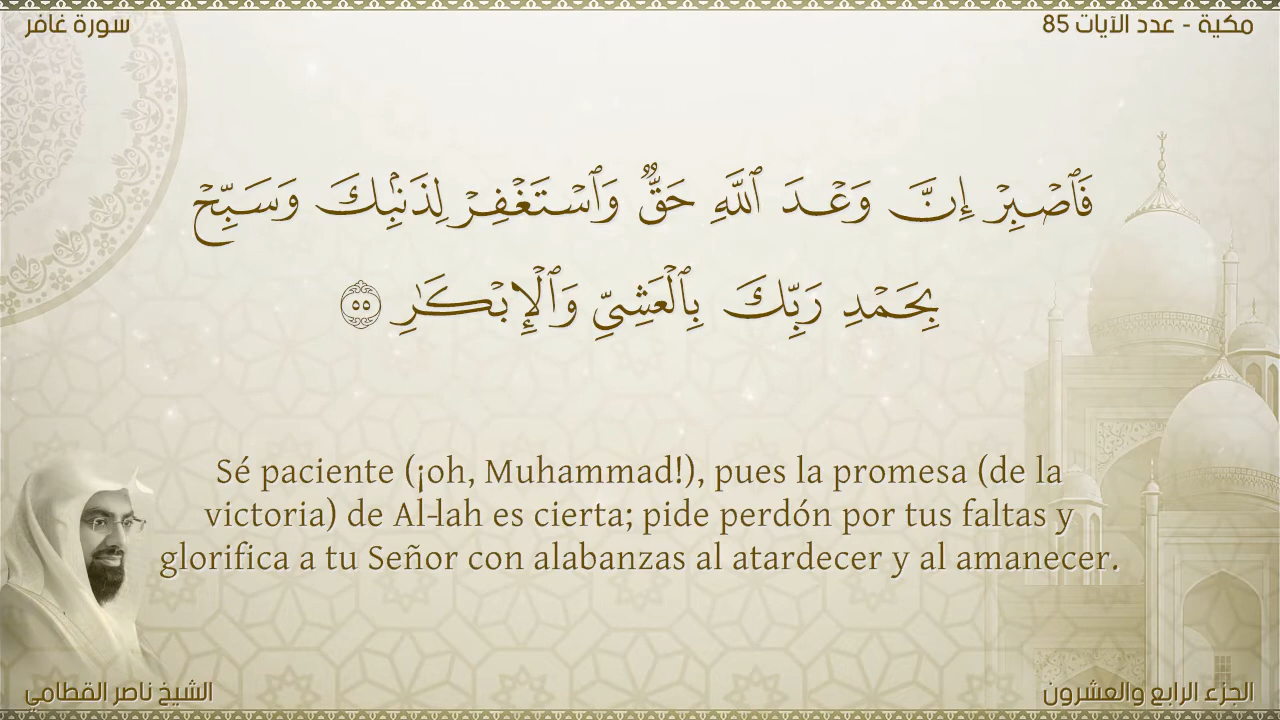 سورة غافر
مكية - عدد الآيات 85
فَٱصۡبِرۡ إِنَّ وَعۡدَ ٱللَّهِ حَقّٞ وَٱسۡتَغۡفِرۡ لِذَنۢبِكَ وَسَبِّحۡ
بِحَمۡدِ رَبِّكَ بِٱلۡعَشِيِّ وَٱلۡإِبۡكَٰرِ ٥٥
Sé paciente (¡oh, Muhammad!), pues la promesa (de la
victoria) de Al-lah es cierta; pide perdón por tus faltas y
glorifica a tu Señor con alabanzas al atardecer y al amanecer.
الشيخ ناصر القطامي
الجزء الرابع والعشرون